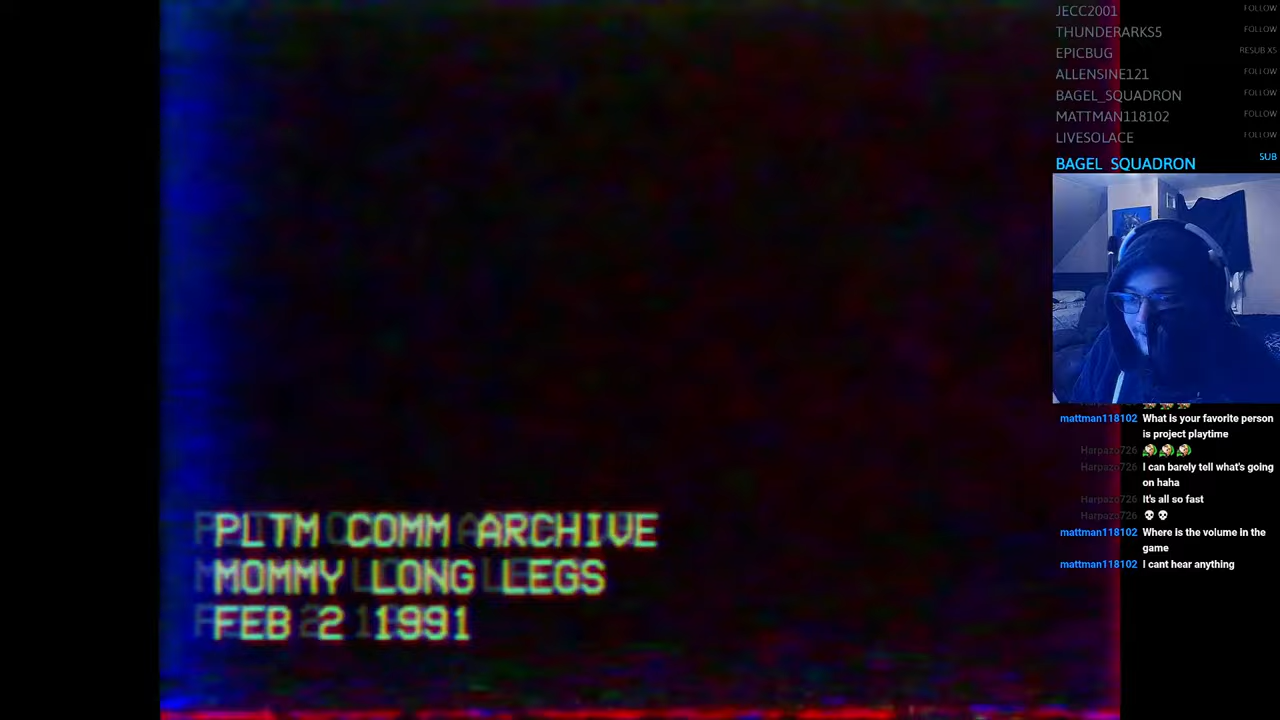 JECC2001 FOLLOW
THUNDERARKS5 FOLLOW
EPICBUG RESUB X5
ALLENSINE121 FOLLOW
BAGEL_SQUADRON FOLLOW
MATTMAN118102 FOLLOW
LIVESOLACE FOLLOW
BAGEL_SQUADRON SUB
mattman118102 What is your favorite person
is project playtime
Harpazo726
Harpazo726 I can barely tell what's going
on haha
Harpazo726 It's all so fast
Harpazo726
mattman118102 Where is the volume in the
game
mattman118102 I cant hear anything
PLTM COMM ARCHIVE
MOMMY LONG LEGS
FEB 2 1991